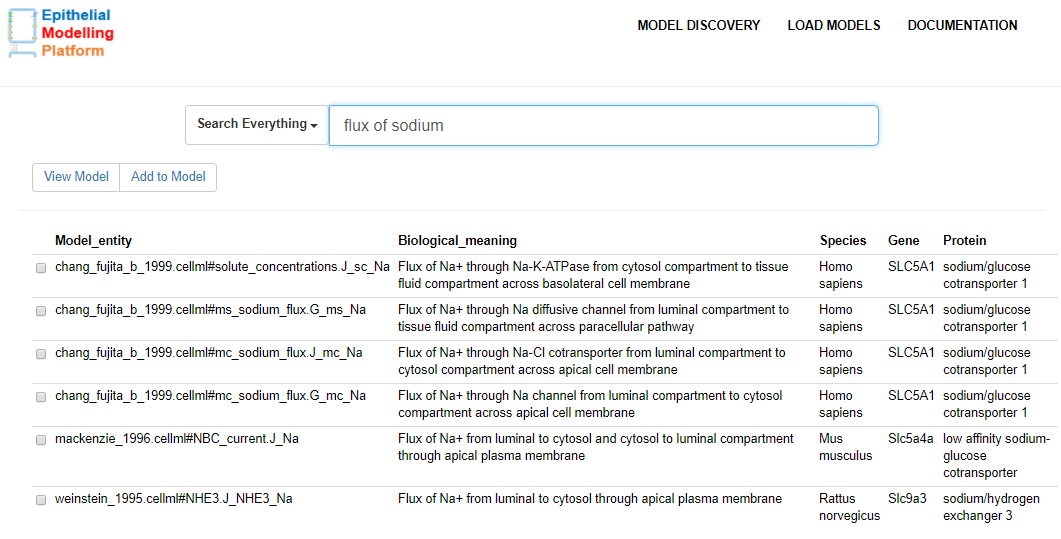 Epithelial
Modelling
Platform
MODEL DISCOVERY LOAD MODELS DOCUMENTATION
Search Everything flux of sodium
View Model Add to Model
Model_entity Biological_meaning Species Gene Protein
chang_fujita_b_1999.cellml#solute_concentrations.J_sc_Na Flux of Na+ through Na-K-ATPase from cytosol compartment to tissue Homo SLC5A1 sodium/glucose
fluid compartment across basolateral cell membrane sapiens cotransporter 1
chang_fujita_b_1999.cellml#ms_sodium_flux.G_ms_Na Flux of Na+ through Na diffusive channel from luminal compartment to Homo SLC5A1 sodium/glucose
tissue fluid compartment across paracellular pathway sapiens cotransporter 1
chang_fujita_b_1999.cellml#mc_sodium_flux.J_mc_Na Flux of Na+ through Na-Cl cotransporter from luminal compartment to Homo SLC5A1 sodium/glucose
cytosol compartment across apical cell membrane sapiens cotransporter 1
chang_fujita_b_1999.cellml#mc_sodium_flux.G_mc_Na Flux of Na+ through Na channel from luminal compartment to cytosol Homo SLC5A1 sodium/glucose
compartment across apical cell membrane sapiens cotransporter 1
mackenzie_1996.cellml#NBC_current.J_Na Flux of Na+ from luminal to cytosol and cytosol to luminal compartment Mus Slc5a4a low affinity sodium-
through apical plasma membrane musculus glucose
cotransporter
weinstein_1995.cellml#NHE3.J_NHE3_Na Flux of Na+ from luminal to cytosol through apical plasma membrane Rattus Slc9a3 sodium/hydrogen
norvegicus exchanger 3